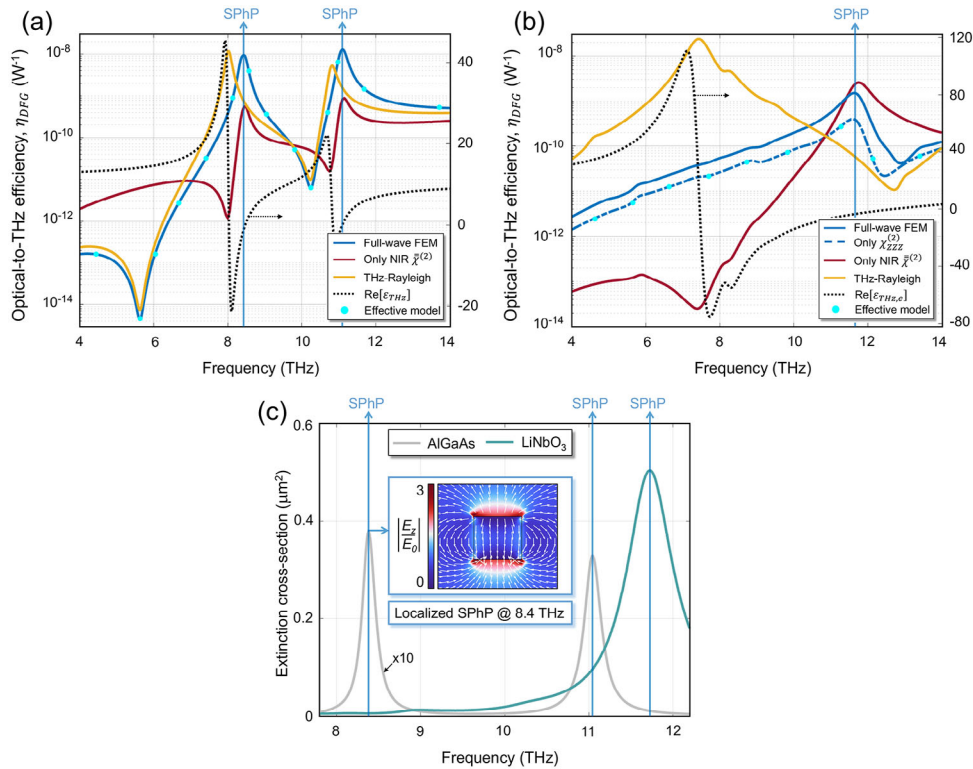 (a)
SPhP
SPhP
Optical-to-THz efficiency, η_DFG (W⁻¹)
10⁻⁸
10⁻¹⁰
10⁻¹²
10⁻¹⁴
40
20
0
-20
Full-wave FEM
Only NIR χ̿⁽²⁾
THz-Rayleigh
Re[ε_THz]
Effective model
4 6 8 10 12 14
Frequency (THz)
(b)
SPhP
Optical-to-THz efficiency, η_DFG (W⁻¹)
10⁻⁸
10⁻¹⁰
10⁻¹²
10⁻¹⁴
120
80
40
0
-40
-80
Full-wave FEM
Only χ⁽²⁾_ZZZ
Only NIR χ̿⁽²⁾
THz-Rayleigh
Re[ε_THz,e]
Effective model
4 6 8 10 12 14
Frequency (THz)
(c)
SPhP
SPhP
SPhP
Extinction cross-section (μm²)
0.6
0.4
0.2
0
AlGaAs LiNbO₃
3
|E_z/E_0|
0
Localized SPhP @ 8.4 THz
x10
8 9 10 11 12
Frequency (THz)